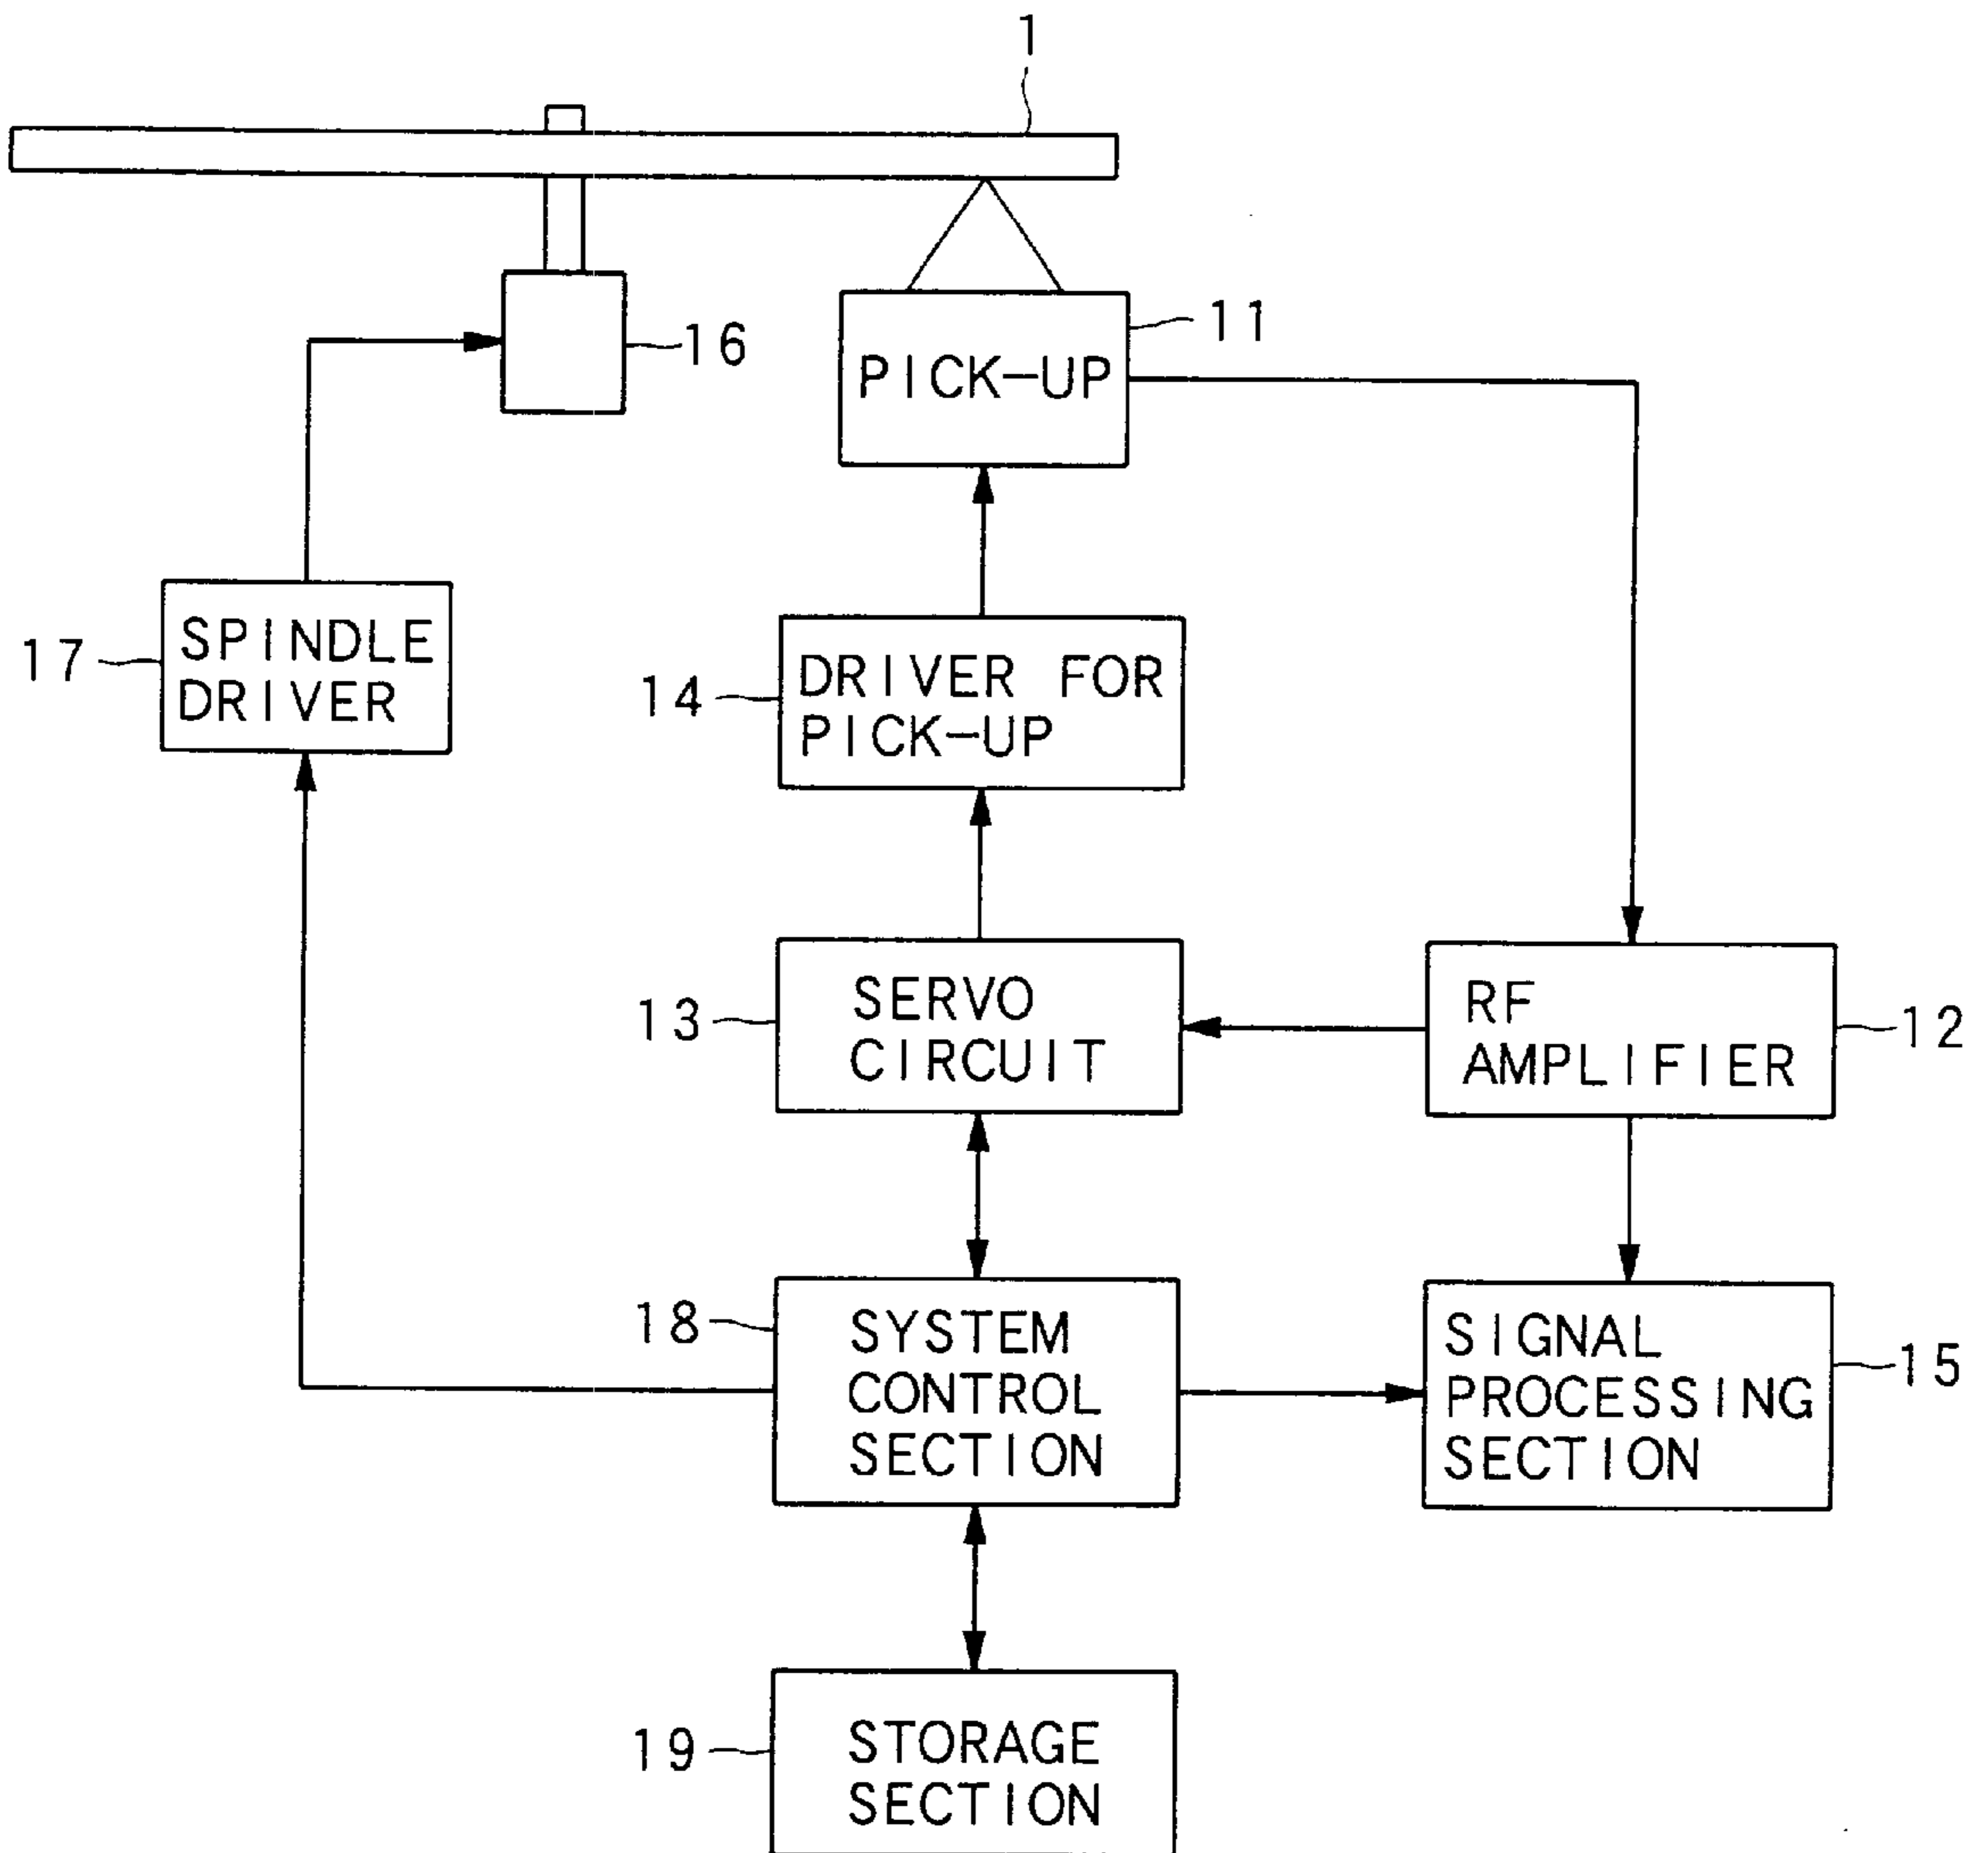 1
16
11
PICK-UP
17
SPINDLE
DRIVER
14
DRIVER FOR
PICK-UP
13
SERVO
CIRCUIT
RF
AMPLIFIER
12
18
SYSTEM
CONTROL
SECTION
SIGNAL
PROCESSING
SECTION
15
19
STORAGE
SECTION